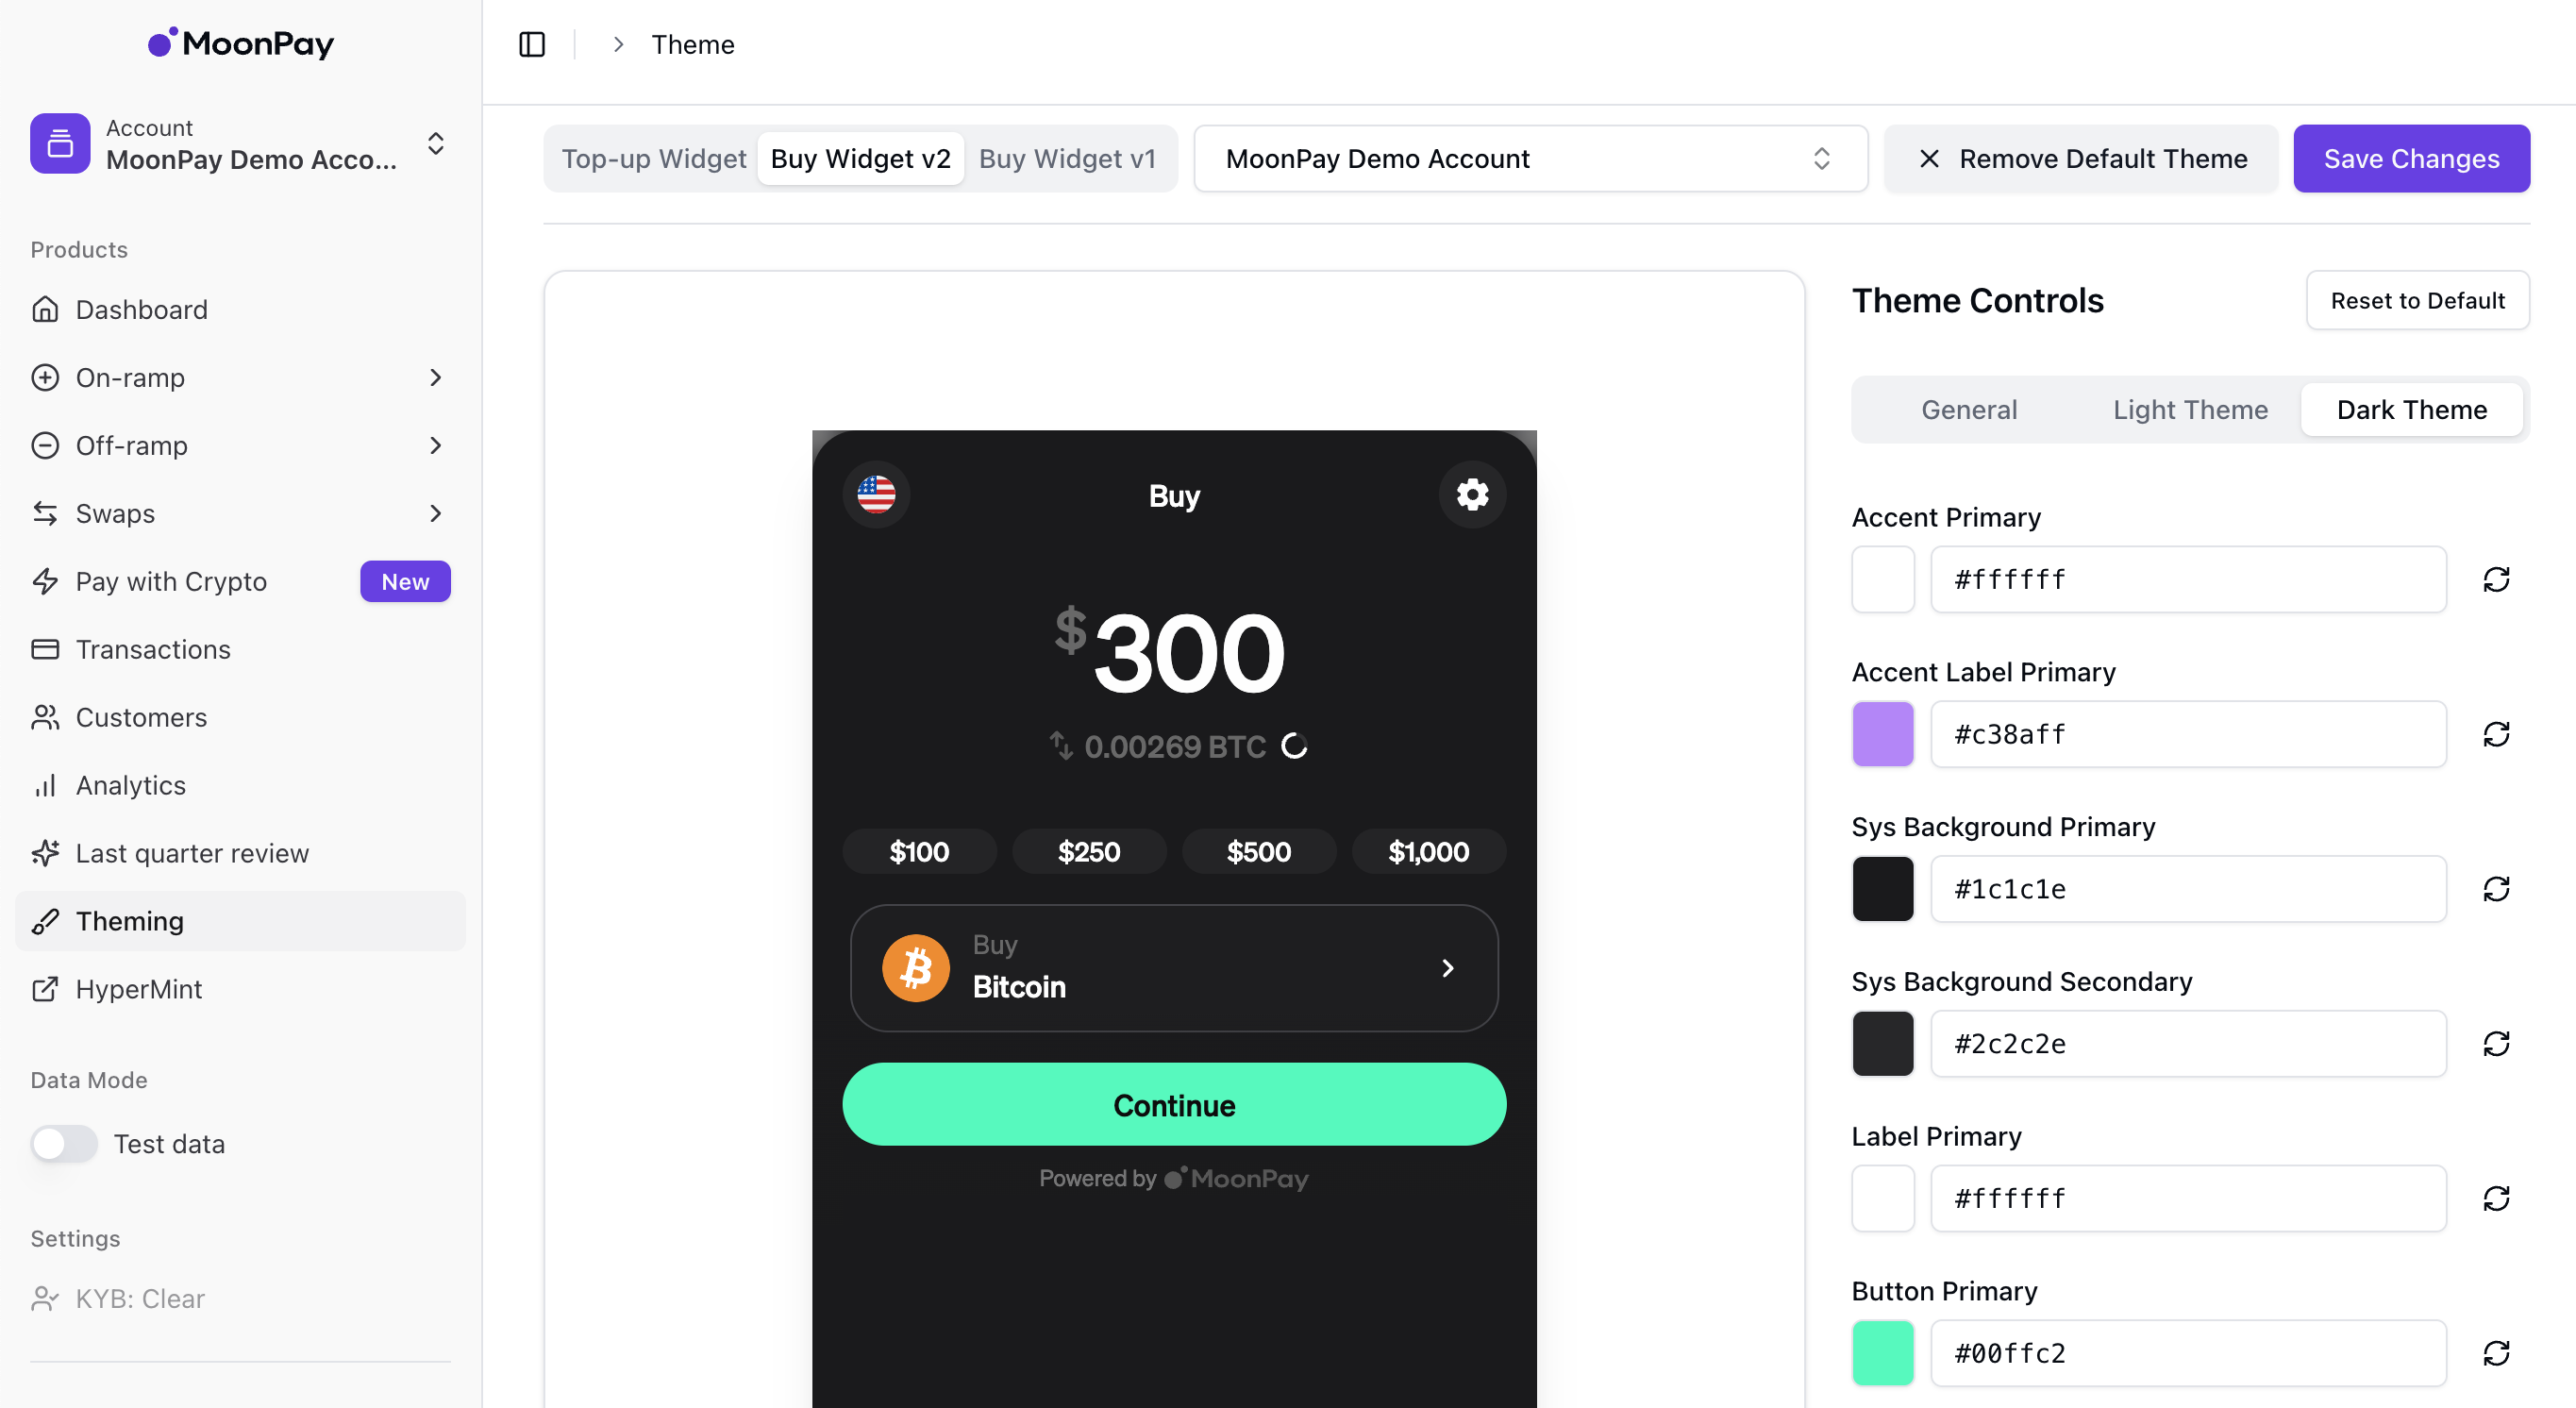 MoonPay
Account
MoonPay Demo Acco...
Products
Dashboard
On-ramp
Off-ramp
Swaps
Pay with Crypto New
Transactions
Customers
Analytics
Last quarter review
Theming
HyperMint
Data Mode
Test data
Settings
KYB: Clear
Theme
Top-up Widget Buy Widget v2 Buy Widget v1 MoonPay Demo Account Remove Default Theme Save Changes
Buy
$300
0.00269 BTC
$100 $250 $500 $1,000
Buy
Bitcoin
Continue
Powered by MoonPay
Theme Controls Reset to Default
General Light Theme Dark Theme
Accent Primary
#ffffff
Accent Label Primary
#c38aff
Sys Background Primary
#1c1c1e
Sys Background Secondary
#2c2c2e
Label Primary
#ffffff
Button Primary
#00ffc2